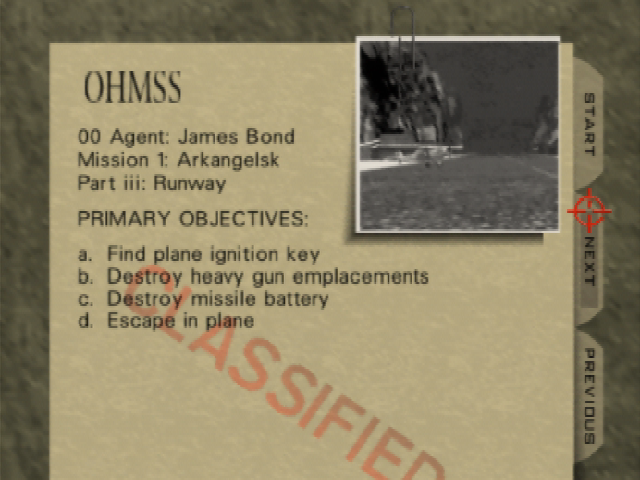 OHMSS
00 Agent: James Bond
Mission 1: Arkangelsk
Part iii: Runway
PRIMARY OBJECTIVES:
a. Find plane ignition key
b. Destroy heavy gun emplacements
c. Destroy missile battery
d. Escape in plane
CLASSIFIED
START
NEXT
PREVIOUS